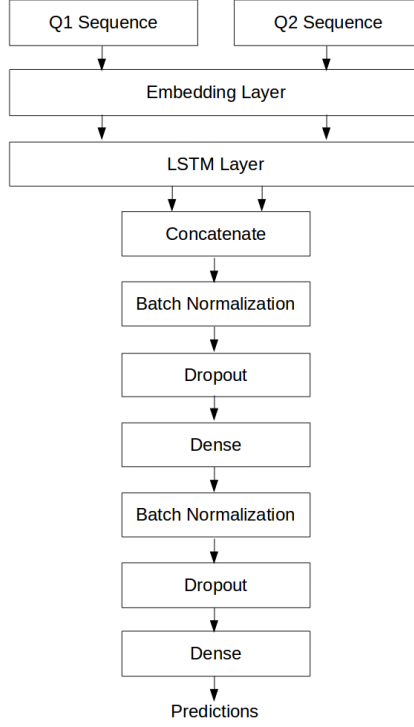 Q1 Sequence
Q2 Sequence
Embedding Layer
LSTM Layer
Concatenate
Batch Normalization
Dropout
Dense
Batch Normalization
Dropout
Dense
Predictions